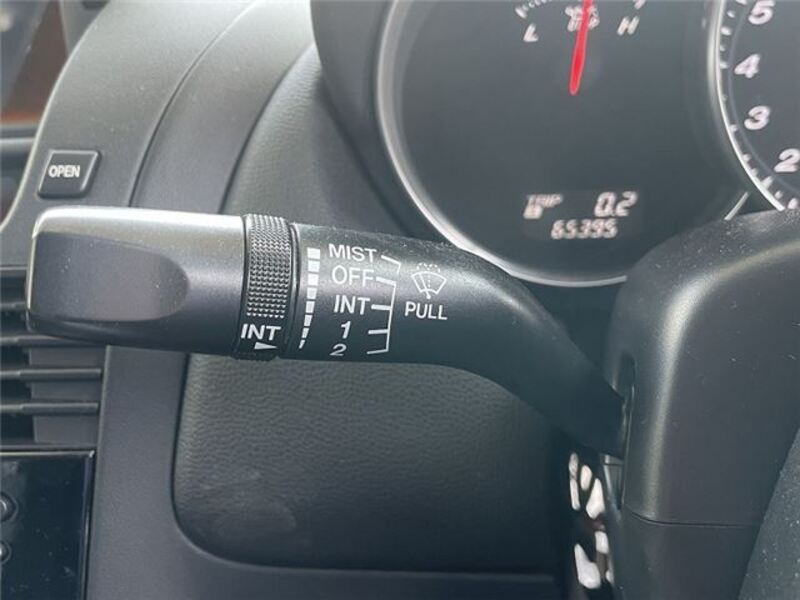 L H
5
4
3
2
TRIP 0.2
65395
OPEN
MIST
OFF
INT
1
2
PULL
INT